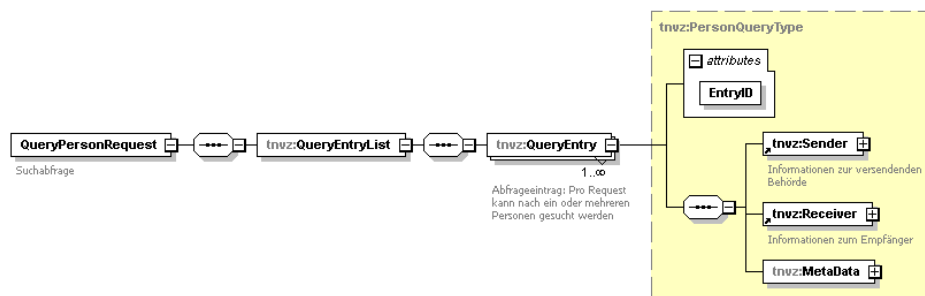 tnvz:PersonQueryType
attributes
EntryID
QueryPersonRequest
Suchabfrage
tnvz:QueryEntryList
tnvz:QueryEntry
1..∞
Abfrageeintrag: Pro Request
kann nach ein oder mehreren
Personen gesucht werden
tnvz:Sender
Informationen zur versendenden
Behörde
tnvz:Receiver
Informationen zum Empfänger
tnvz:MetaData